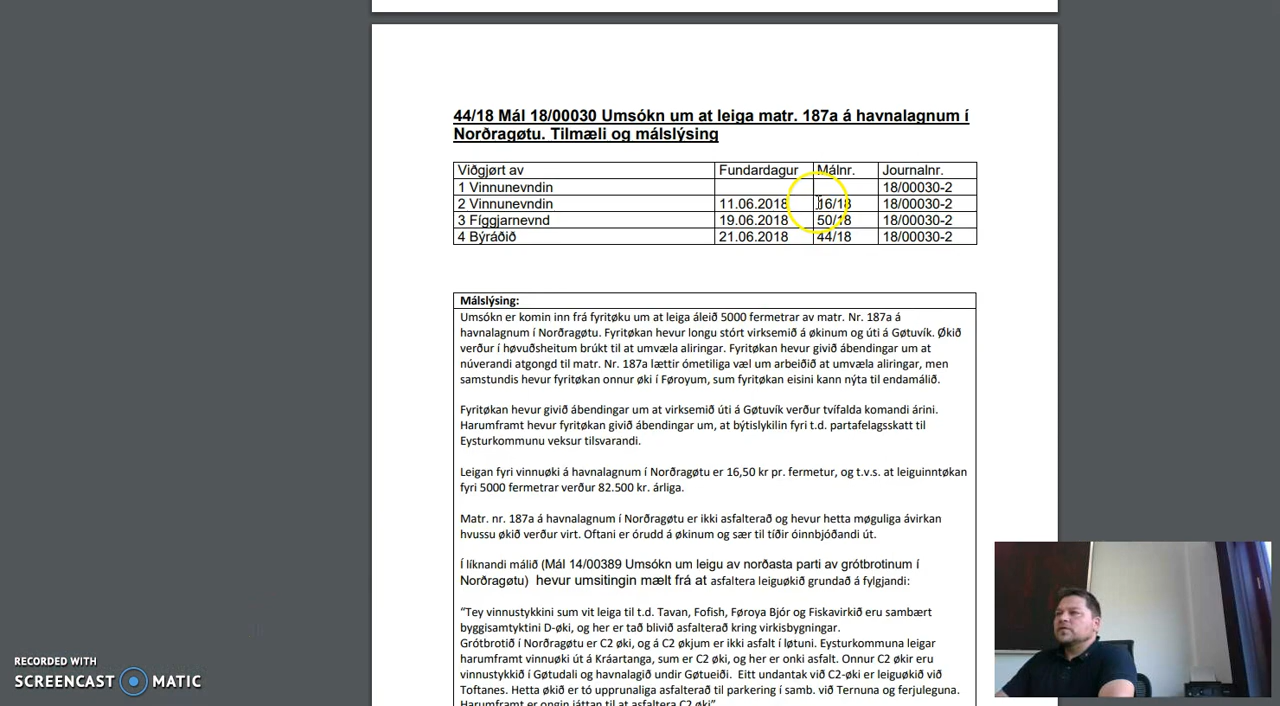 44/18 Mál 18/00030 Umsókn um at leiga matr. 187a á havnalagnum í
Norðragøtu. Tilmæli og málslýsing
Viðgjørt av Fundardagur Málnr. Journalnr.
1 Vinnunevndin 18/00030-2
2 Vinnunevndin 11.06.2018 16/18 18/00030-2
3 Fíggjarnevnd 19.06.2018 50/18 18/00030-2
4 Býráðið 21.06.2018 44/18 18/00030-2
Málslýsing:
Umsókn er komin inn frá fyritøku um at leiga áleið 5000 fermetrar av matr. Nr. 187a á
havnalagnum í Norðragøtu. Fyritøkan hevur longu stórt virksemið á økinum og úti á Gøtuvík. Økið
verður í høvuðsheitum brúkt til at umvæla aliringar. Fyritøkan hevur givið ábendingar um at
núverandi atgongd til matr. Nr. 187a lættir ómetiliga væl um arbeiðið at umvæla aliringar, men
samstundis hevur fyritøkan onnur øki í Føroyum, sum fyritøkan eisini kann nýta til endamálið.
Fyritøkan hevur givið ábendingar um at virksemið úti á Gøtuvík verður tvífalda komandi árini.
Harumframt hevur fyritøkan givið ábendingar um, at býtislykilin fyri t.d. partafelagsskatt til
Eysturkommunu veksur tilsvarandi.
Leigan fyri vinnuøki á havnalagnum í Norðragøtu er 16,50 kr pr. fermetur, og t.v.s. at leiguinntøkan
fyri 5000 fermetrar verður 82.500 kr. árliga.
Matr. nr. 187a á havnalagnum í Norðragøtu er ikki asfalterað og hevur hetta møguliga ávirkan
hvussu økið verður virt. Oftani er órudd á økinum og sær til tíðir óinnbjóðandi út.
Í líknandi málið (Mál 14/00389 Umsókn um leigu av norðasta parti av grótbrotinum í
Norðragøtu) hevur umsitingin mælt frá at asfaltera leiguøkið grundað á fylgjandi:
“Tey vinnustykkini sum vit leiga til t.d. Tavan, Fofish, Føroya Bjór og Fiskavirkið eru sambært
byggisamtyktini D-øki, og her er tað blivið asfalterað kring virkisbygningar.
Grótbrotið í Norðragøtu er C2 øki, og á C2 økjum er ikki asfalt í løtuni. Eysturkommuna leigar
harumframt vinnuøki út á Kráartanga, sum er C2 øki, og her er onki asfalt. Onnur C2 økir eru
vinnustykkið í Gøtudali og havnalagið undir Gøtueiði. Eitt undantak við C2-øki er leiguøkið við
Toftanes. Hetta økið er tó upprunaliga asfalterað til parkering í samb. við Ternuna og ferjuleguna.
Harumframt er ongin játtan til at asfaltera C2 øki”
RECORDED WITH
SCREENCAST MATIC